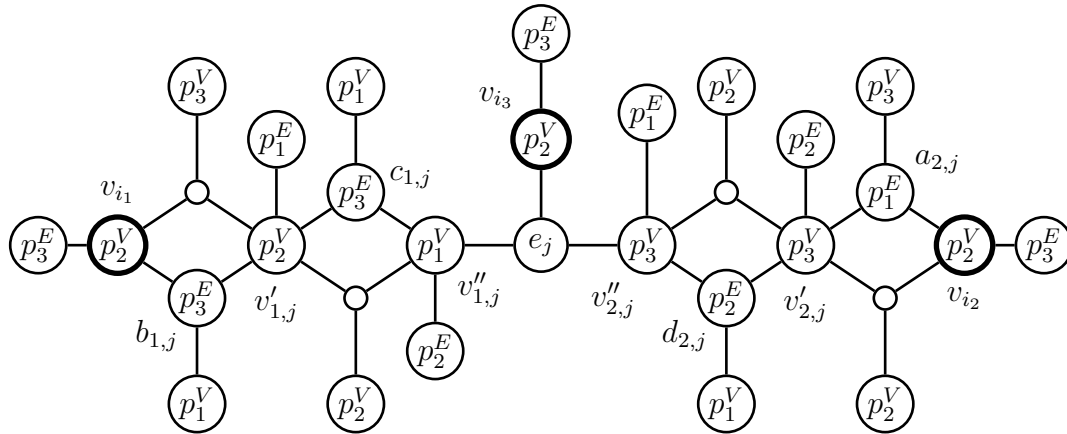 $p_3^E$
$p_3^V$ $p_1^V$ $v_{i_3}$ $p_1^E$ $p_2^V$ $p_3^V$
$p_1^E$ $p_2^V$ $p_2^E$
$v_{i_1}$ $p_3^E$ $c_{1,j}$ $p_1^E$ $a_{2,j}$
$p_3^E$ $p_2^V$ $p_2^V$ $p_1^V$ $e_j$ $p_3^V$ $p_3^V$ $p_2^V$ $p_3^E$
$b_{1,j}$ $p_3^E$ $v'_{1,j}$ $v''_{1,j}$ $v''_{2,j}$ $d_{2,j}$ $p_2^E$ $v'_{2,j}$ $v_{i_2}$
$p_2^E$
$p_1^V$ $p_2^V$ $p_1^V$ $p_2^V$